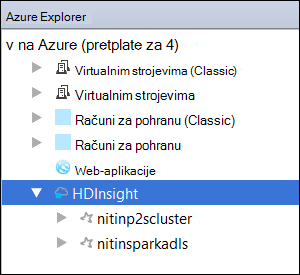 Azure Explorer
v na Azure (pretplate za 4)
Virtualnim strojevima (Classic)
Virtualnim strojevima
Računi za pohranu (Classic)
Računi za pohranu
Web-aplikacije
HDInsight
nitinp2scluster
nitinsparkadls